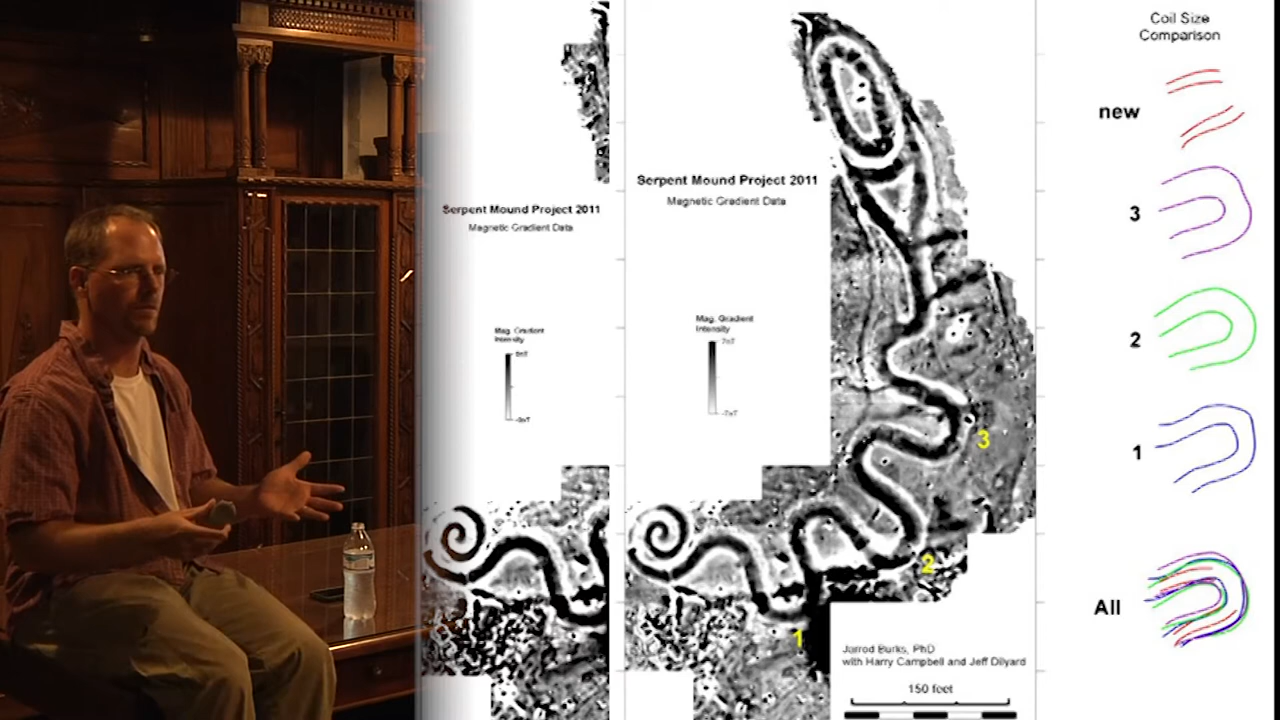 Serpent Mound Project 2011
Magnetic Gradient Data
Mag. Gradient
Intensity
Serpent Mound Project 2011
Magnetic Gradient Data
Mag. Gradient
Intensity
7nT
-7nT
1
2
3
Jarrod Burks, PhD
with Harry Campbell and Jeff Dilyard
150 feet
Coil Size
Comparison
new
3
2
1
All